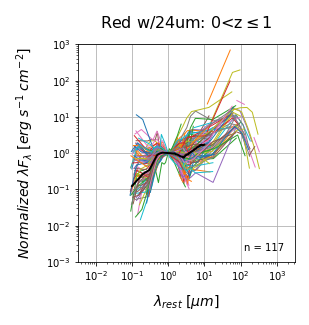 Red w/24um: 0<z≤1
Normalized λF_λ [erg s⁻¹ cm⁻²]
10³
10²
10¹
10⁰
10⁻¹
10⁻²
10⁻³
n = 117
10⁻² 10⁻¹ 10⁰ 10¹ 10² 10³
λ_rest [μm]